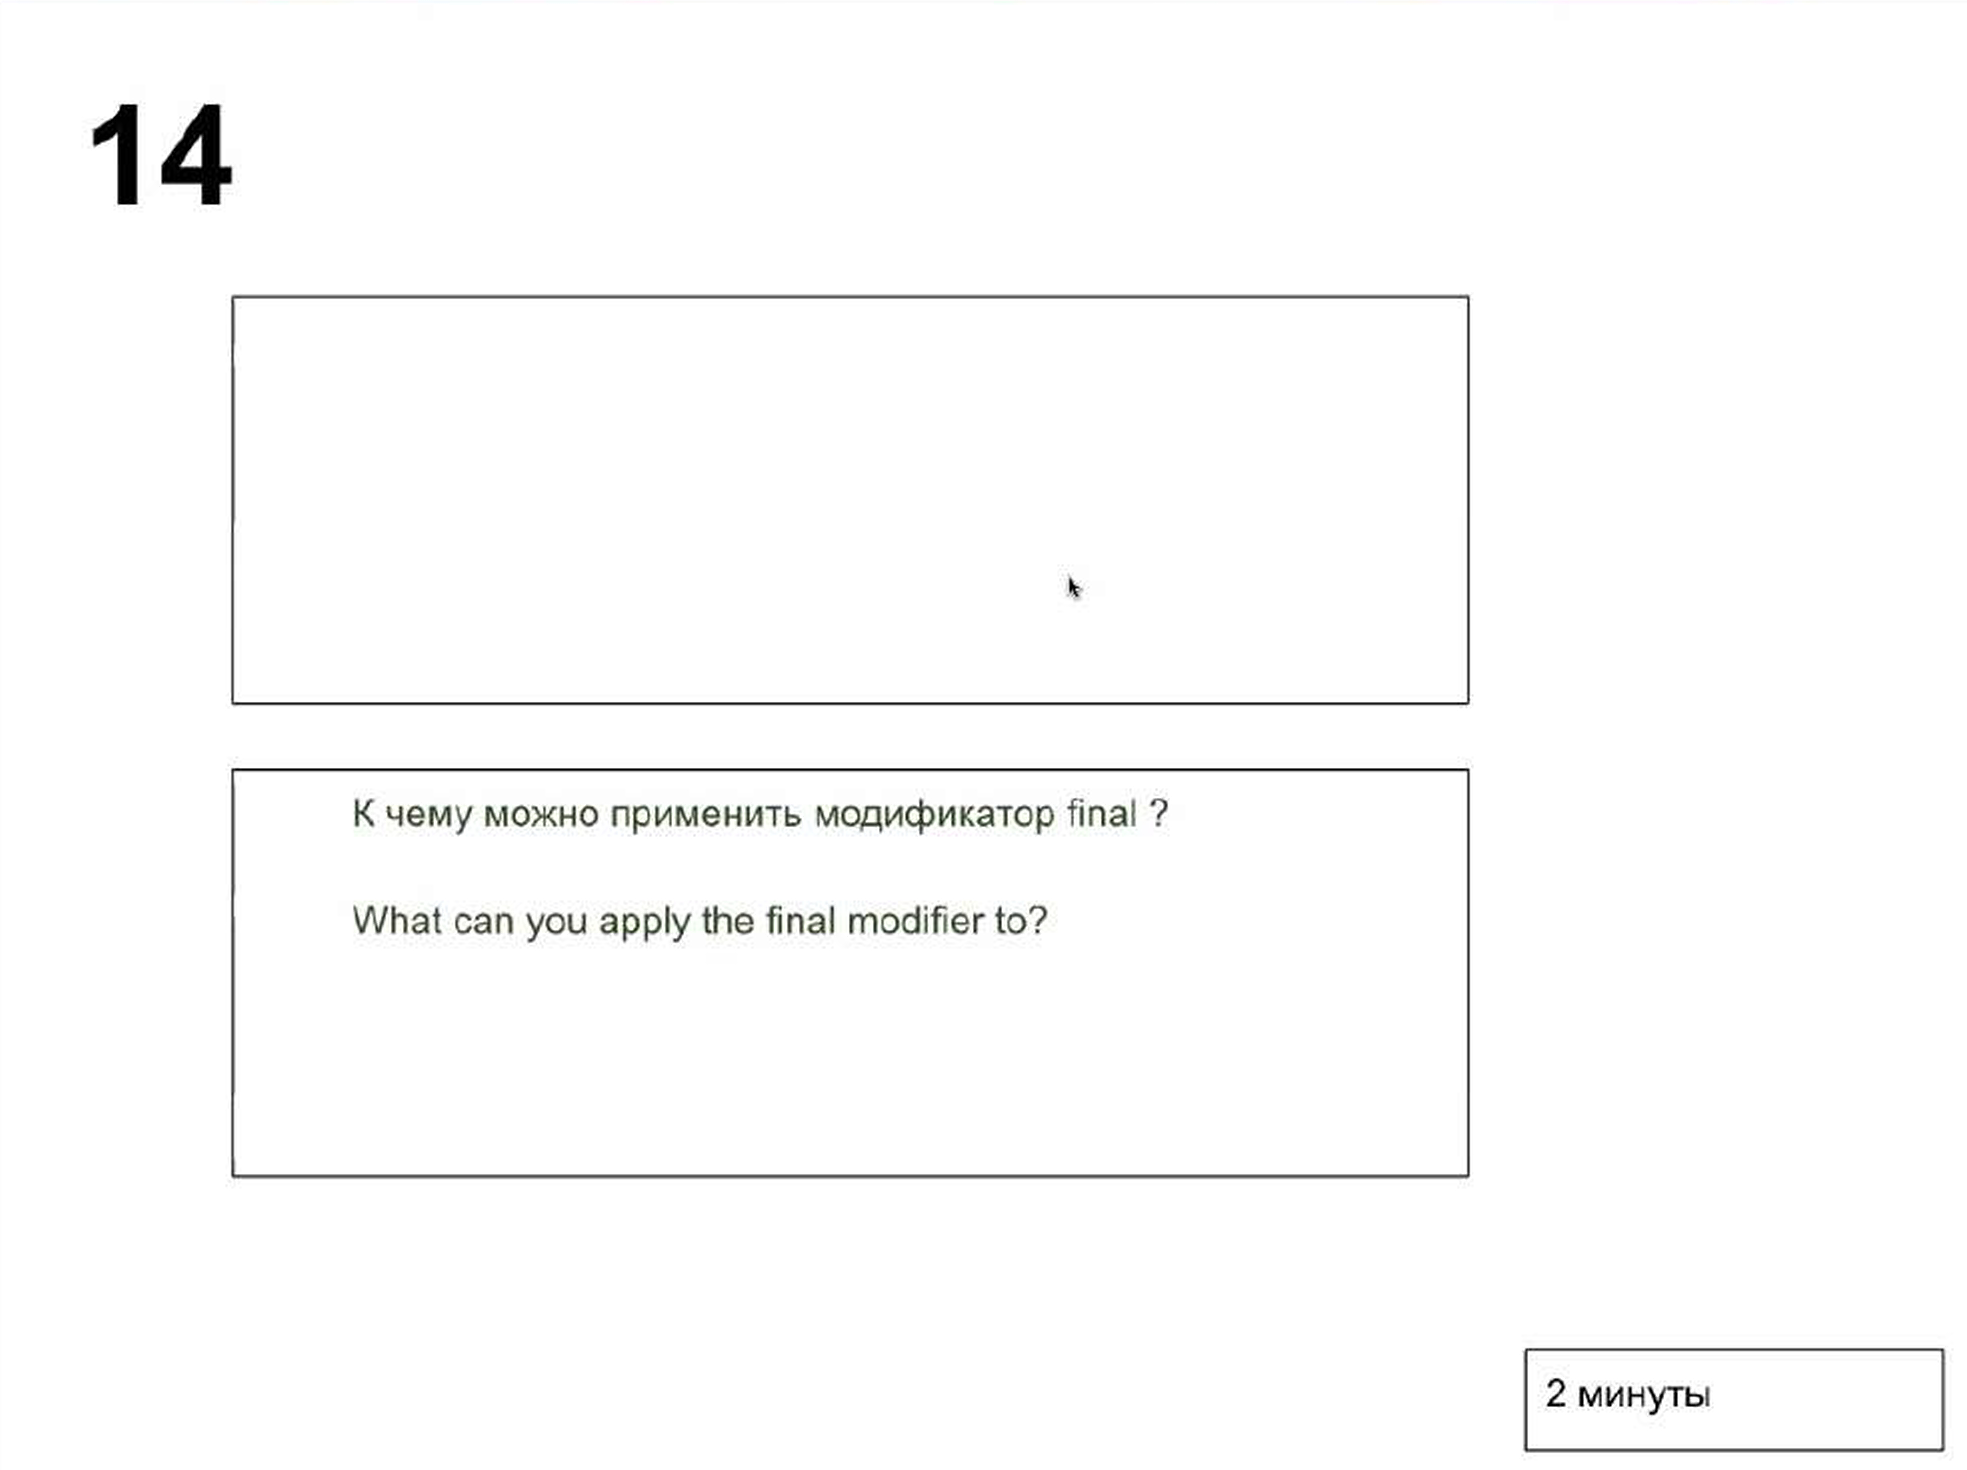 14
К чему можно применить модификатор final ?
What can you apply the final modifier to?
2 минуты